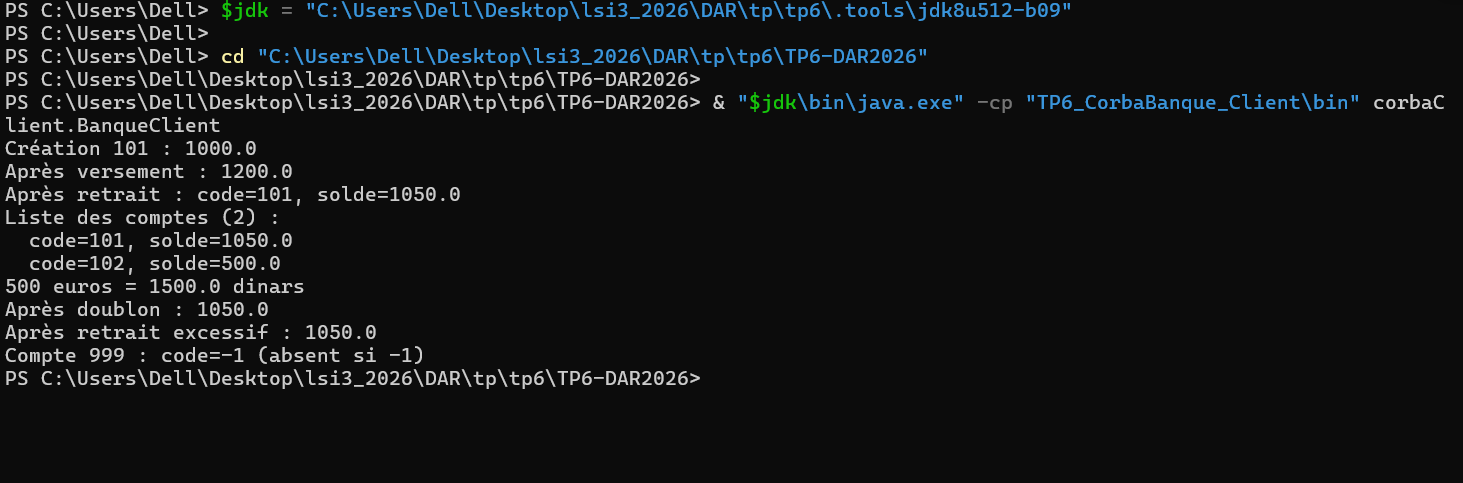 PS C:\Users\Dell> $jdk = "C:\Users\Dell\Desktop\lsi3_2026\DAR\tp\tp6\.tools\jdk8u512-b09"
PS C:\Users\Dell>
PS C:\Users\Dell> cd "C:\Users\Dell\Desktop\lsi3_2026\DAR\tp\tp6\TP6-DAR2026"
PS C:\Users\Dell\Desktop\lsi3_2026\DAR\tp\tp6\TP6-DAR2026>
PS C:\Users\Dell\Desktop\lsi3_2026\DAR\tp\tp6\TP6-DAR2026> & "$jdk\bin\java.exe" -cp "TP6_CorbaBanque_Client\bin" corbaC
lient.BanqueClient
Création 101 : 1000.0
Après versement : 1200.0
Après retrait : code=101, solde=1050.0
Liste des comptes (2) :
  code=101, solde=1050.0
  code=102, solde=500.0
500 euros = 1500.0 dinars
Après doublon : 1050.0
Après retrait excessif : 1050.0
Compte 999 : code=-1 (absent si -1)
PS C:\Users\Dell\Desktop\lsi3_2026\DAR\tp\tp6\TP6-DAR2026>